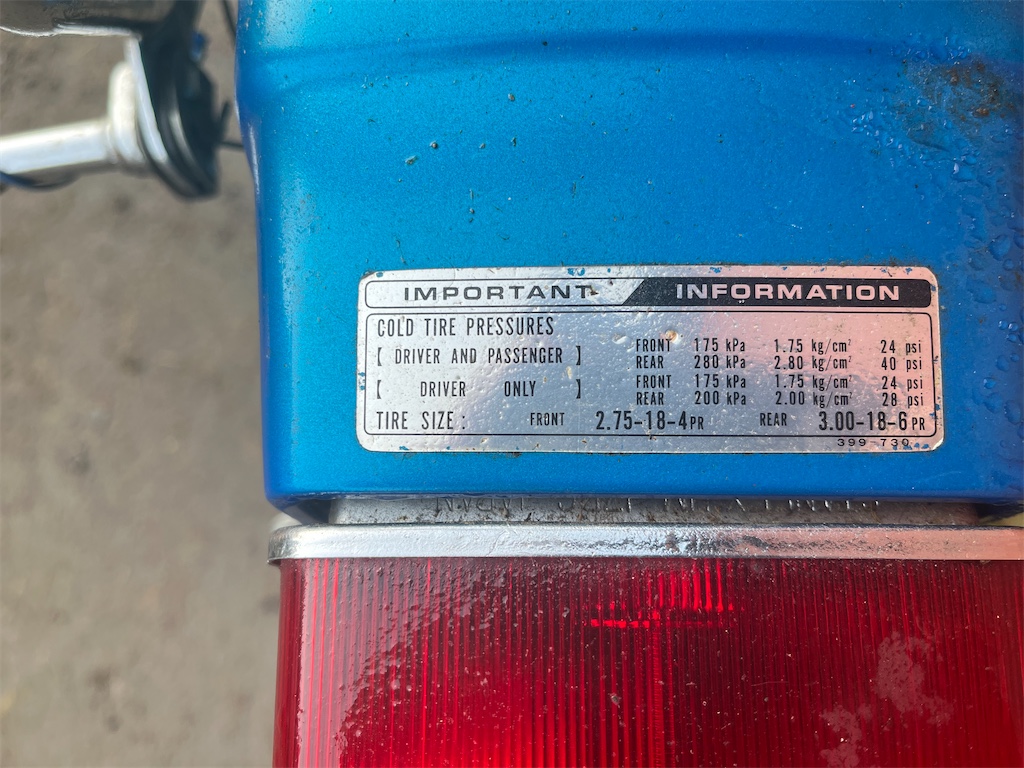 IMPORTANT INFORMATION
COLD TIRE PRESSURES
[ DRIVER AND PASSENGER ] FRONT 175 kPa 1.75 kg/cm² 24 psi
REAR 280 kPa 2.80 kg/cm² 40 psi
[ DRIVER ONLY ] FRONT 175 kPa 1.75 kg/cm² 24 psi
REAR 200 kPa 2.00 kg/cm² 28 psi
TIRE SIZE: FRONT 2.75-18-4PR REAR 3.00-18-6PR
399-730